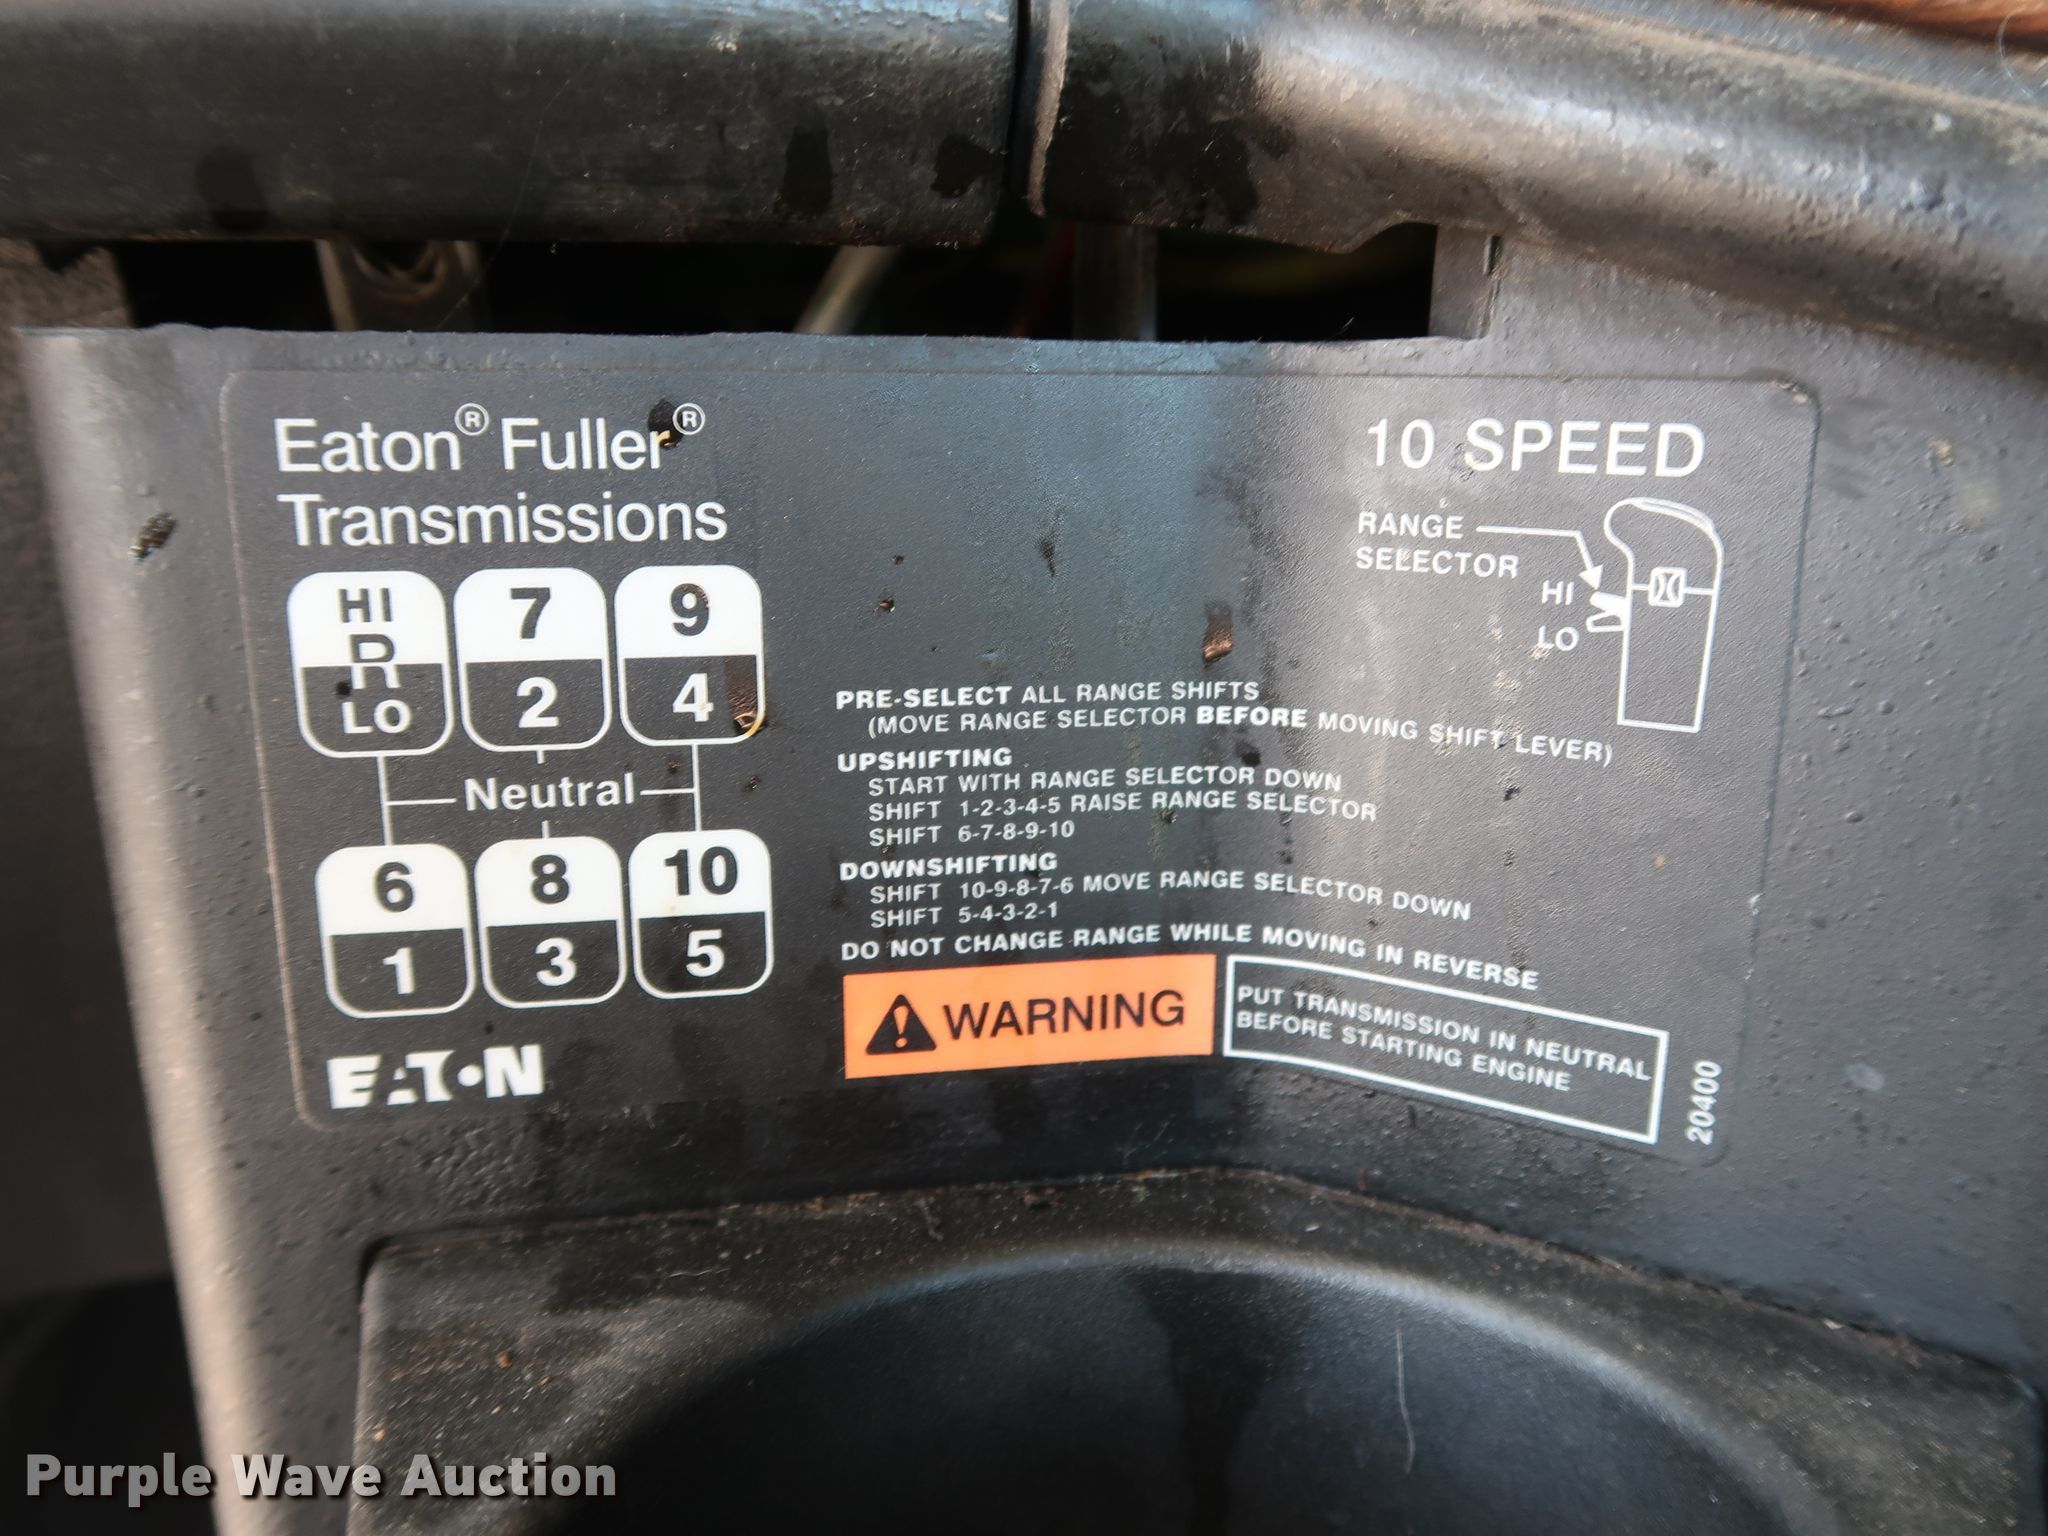 Eaton® Fuller®
Transmissions
HI
R
LO
7
2
9
4
Neutral
6
1
8
3
10
5
EATON
10 SPEED
RANGE
SELECTOR
HI
LO
PRE-SELECT ALL RANGE SHIFTS
(MOVE RANGE SELECTOR BEFORE MOVING SHIFT LEVER)
UPSHIFTING
START WITH RANGE SELECTOR DOWN
SHIFT 1-2-3-4-5 RAISE RANGE SELECTOR
SHIFT 6-7-8-9-10
DOWNSHIFTING
SHIFT 10-9-8-7-6 MOVE RANGE SELECTOR DOWN
SHIFT 5-4-3-2-1
DO NOT CHANGE RANGE WHILE MOVING IN REVERSE
WARNING
PUT TRANSMISSION IN NEUTRAL
BEFORE STARTING ENGINE
20400
Purple Wave Auction